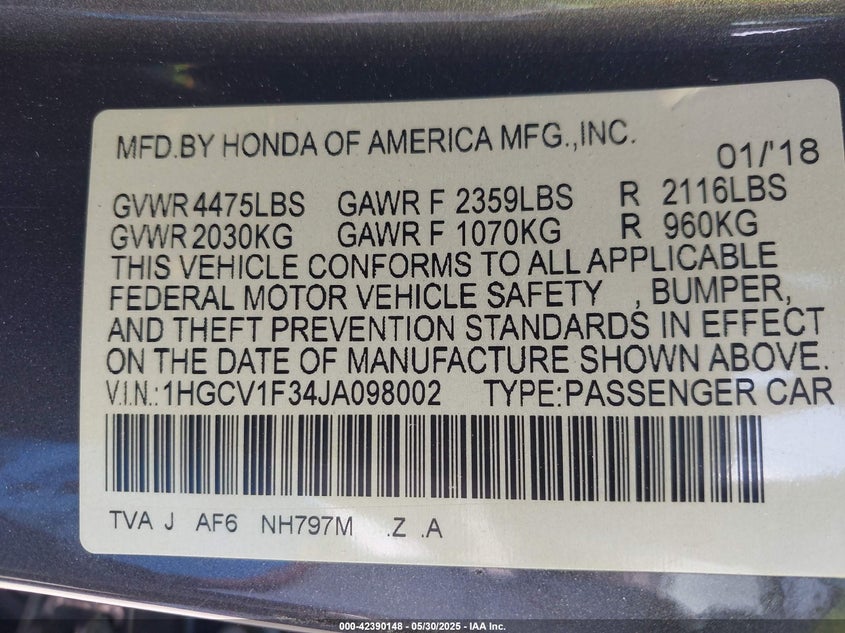 MFD.BY HONDA OF AMERICA MFG.,INC. 01/'18
GVWR 4475LBS GAWR F 2359LBS R 2116LBS
GVWR 2030KG GAWR F 1070KG R 960KG
THIS VEHICLE CONFORMS TO ALL APPLICABLE
FEDERAL MOTOR VEHICLE SAFETY , BUMPER,
AND THEFT PREVENTION STANDARDS IN EFFECT
ON THE DATE OF MANUFACTURE SHOWN ABOVE.
V.I.N.:1HGCV1F34JA098002 TYPE:PASSENGER CAR
TVA J AF6 NH797M .Z .A
000-42390148 - 05/30/2025 - IAA Inc.